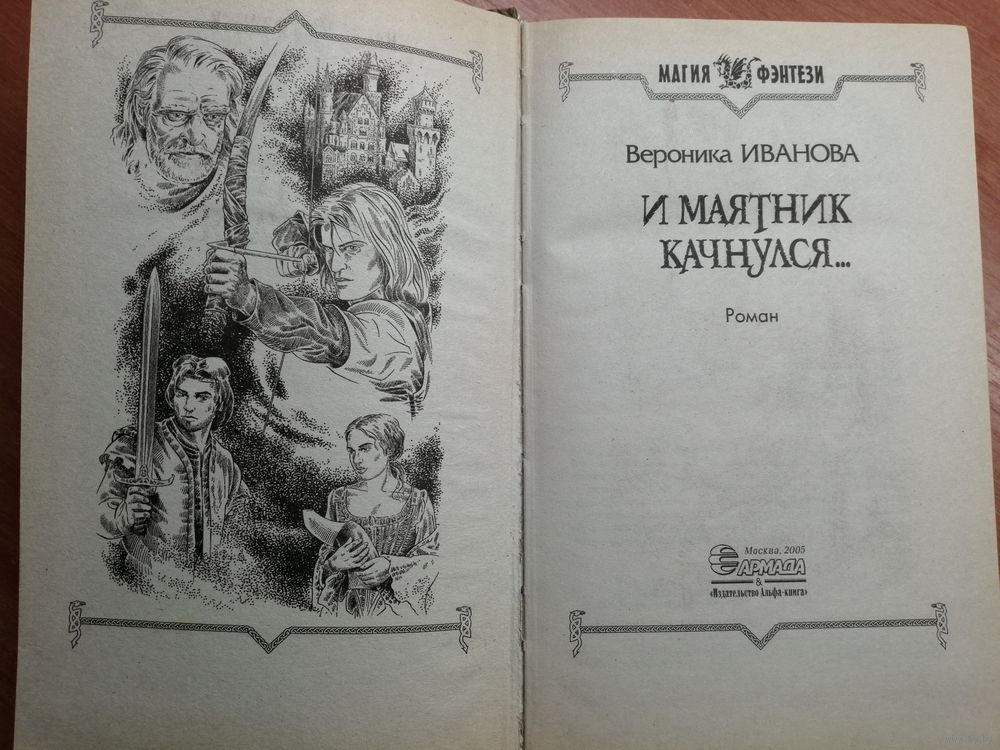 МАГИЯ ФЭНТЕЗИ
Вероника ИВАНОВА
И МАЯТНИК
КАЧНУЛСЯ...
Роман
Москва, 2005
АРМАДА
&
«Издательство Альфа-книга»